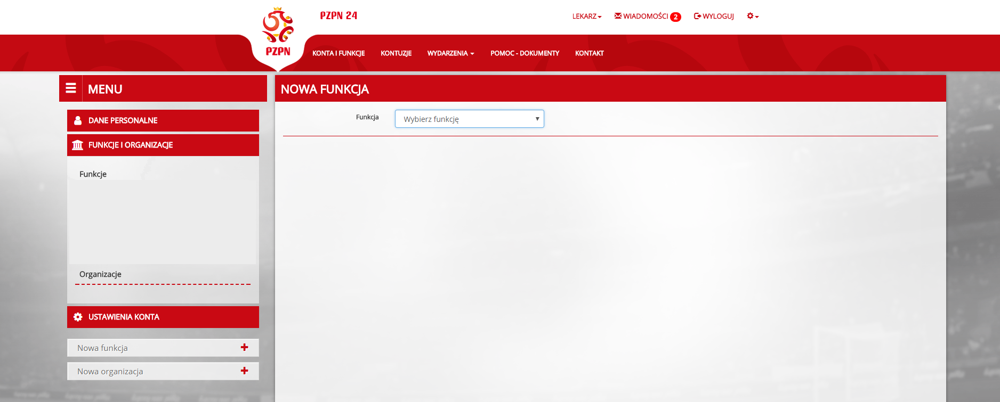 PZPN 24
LEKARZ
WIADOMOŚCI 2
WYLOGUJ
PZPN
KONTA I FUNKCJE
KONTUZJE
WYDARZENIA
POMOC - DOKUMENTY
KONTAKT
MENU
DANE PERSONALNE
FUNKCJE I ORGANIZACJE
Funkcje
Organizacje
USTAWIENIA KONTA
Nowa funkcja
Nowa organizacja
NOWA FUNKCJA
Funkcja
Wybierz funkcję